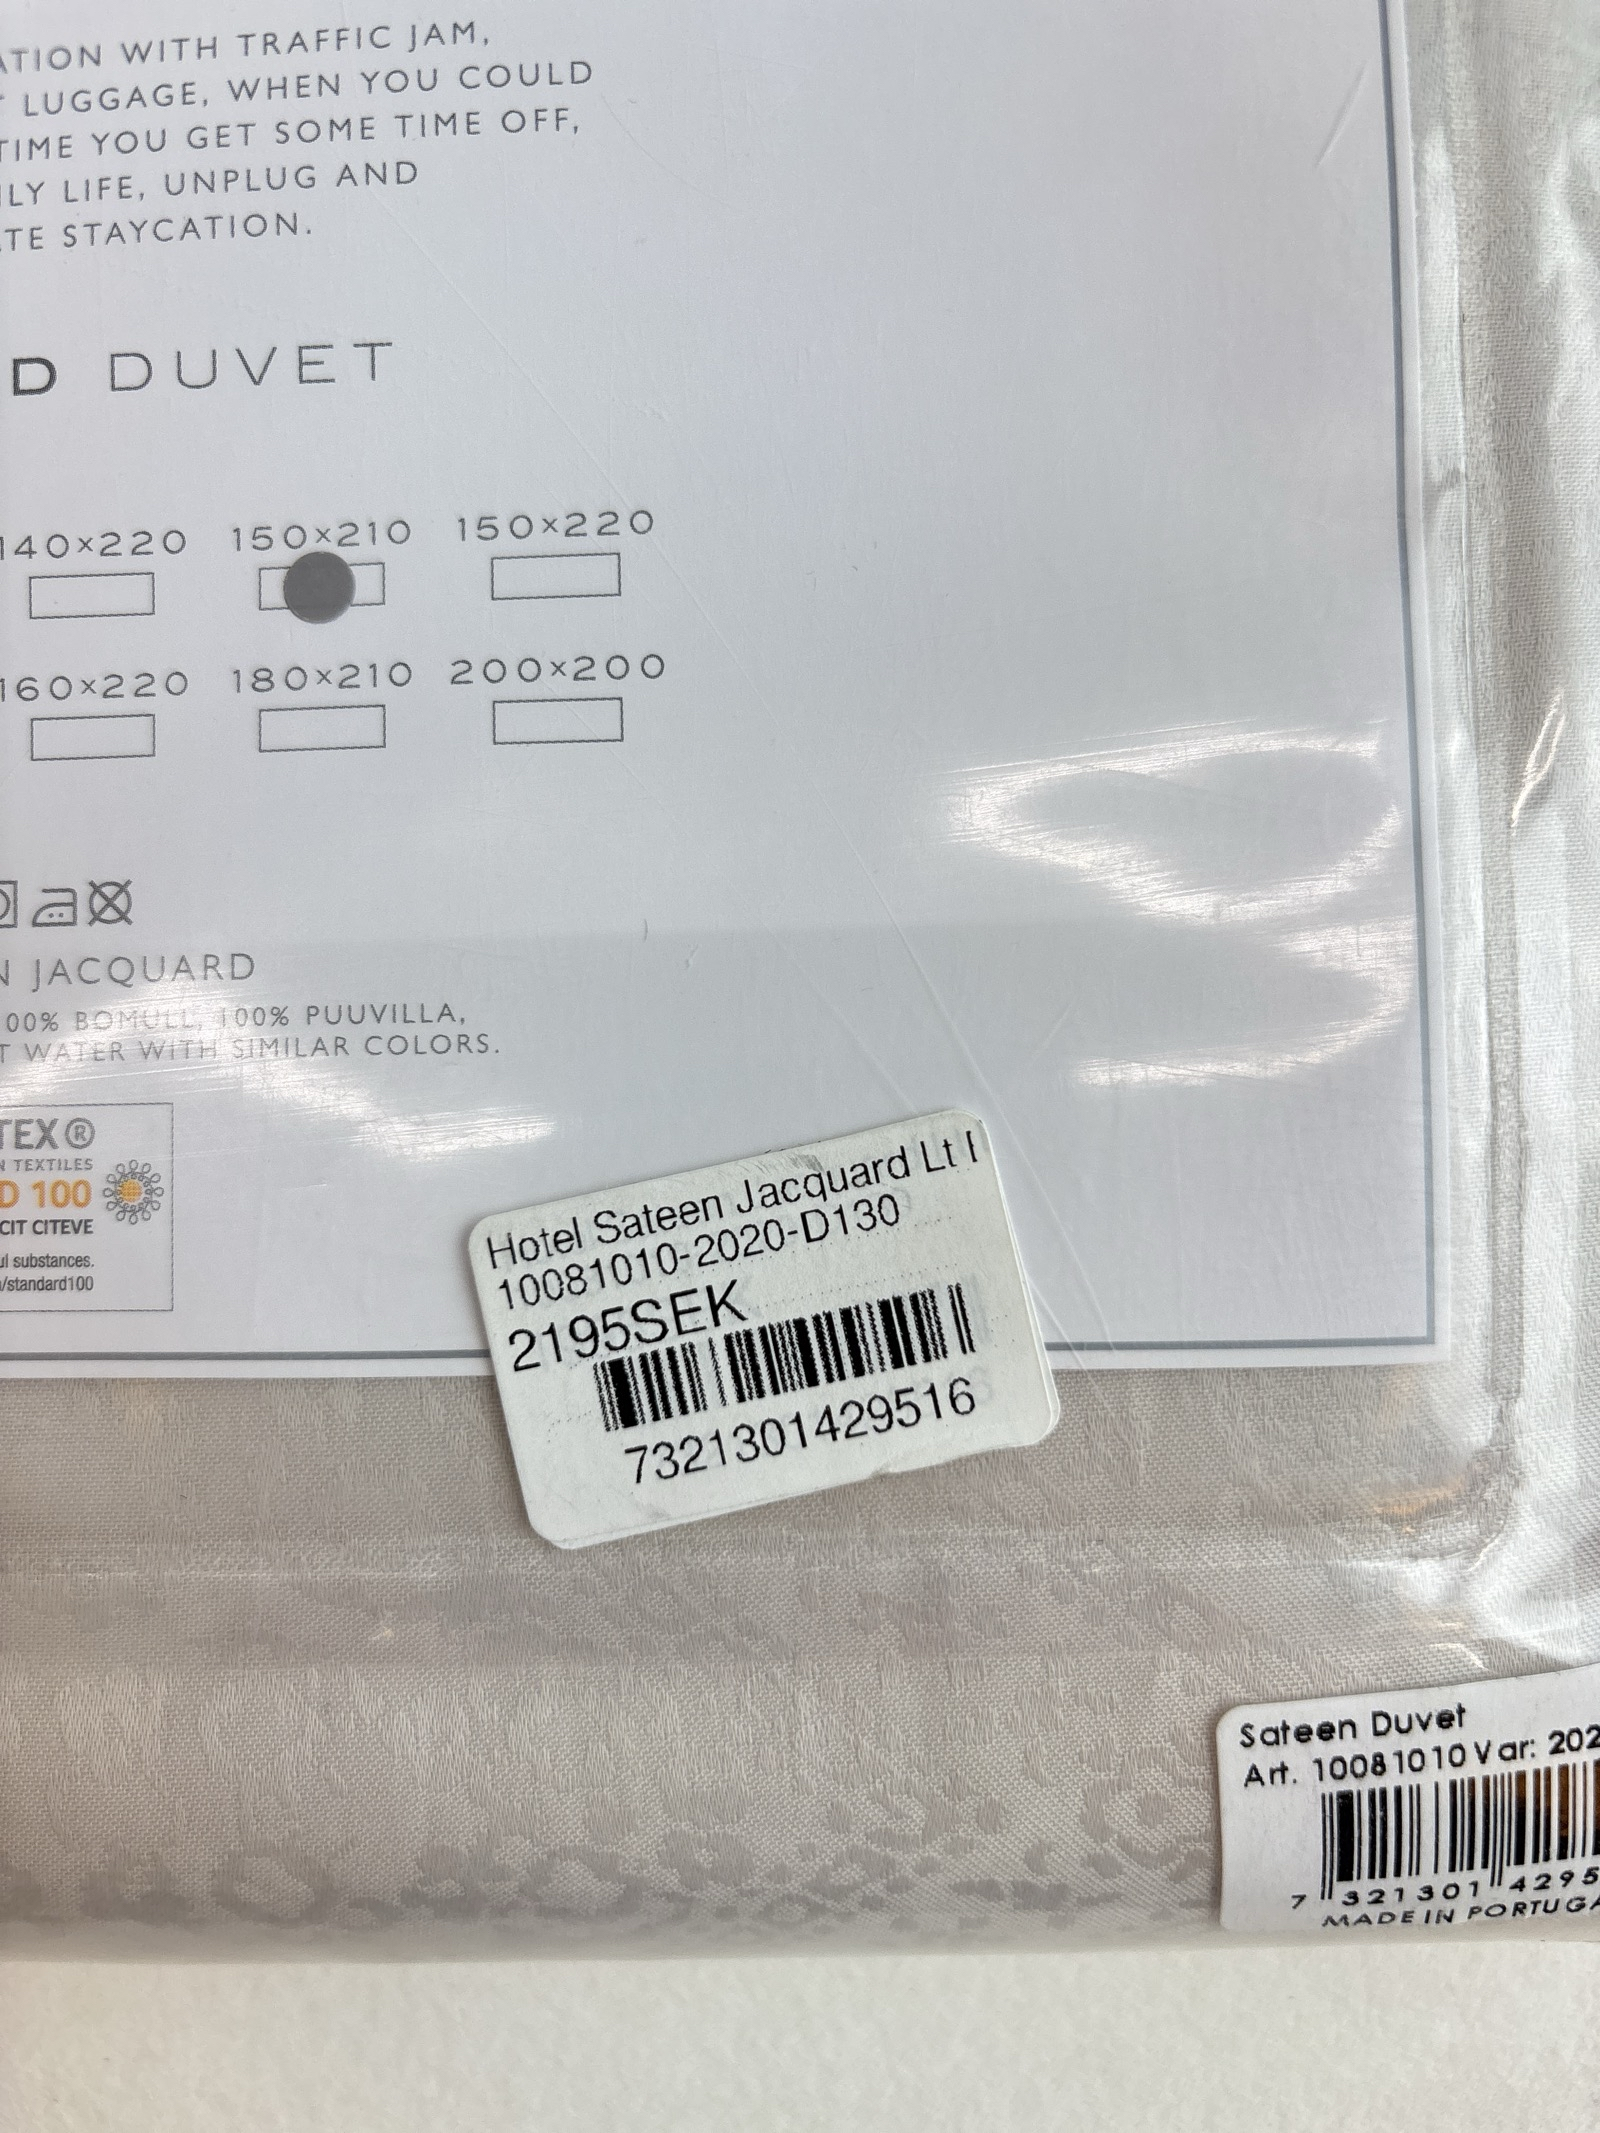 ATION WITH TRAFFIC JAM,
LUGGAGE, WHEN YOU COULD
TIME YOU GET SOME TIME OFF,
ILY LIFE, UNPLUG AND
ATE STAYCATION.
D DUVET
140×220 150×210 150×220
160×220 180×210 200×200
N JACQUARD
00% BOMULL, 100% PUUVILLA,
T WATER WITH SIMILAR COLORS.
TEX®
N TEXTILES
D 100
CIT CITEVE
ul substances.
/standard100
Hotel Sateen Jacquard Lt
10081010-2020-D130
2195SEK
7321301429516
Sateen Duvet
Art. 10081010 Var: 202
7 321301 4295
MADE IN PORTUGA